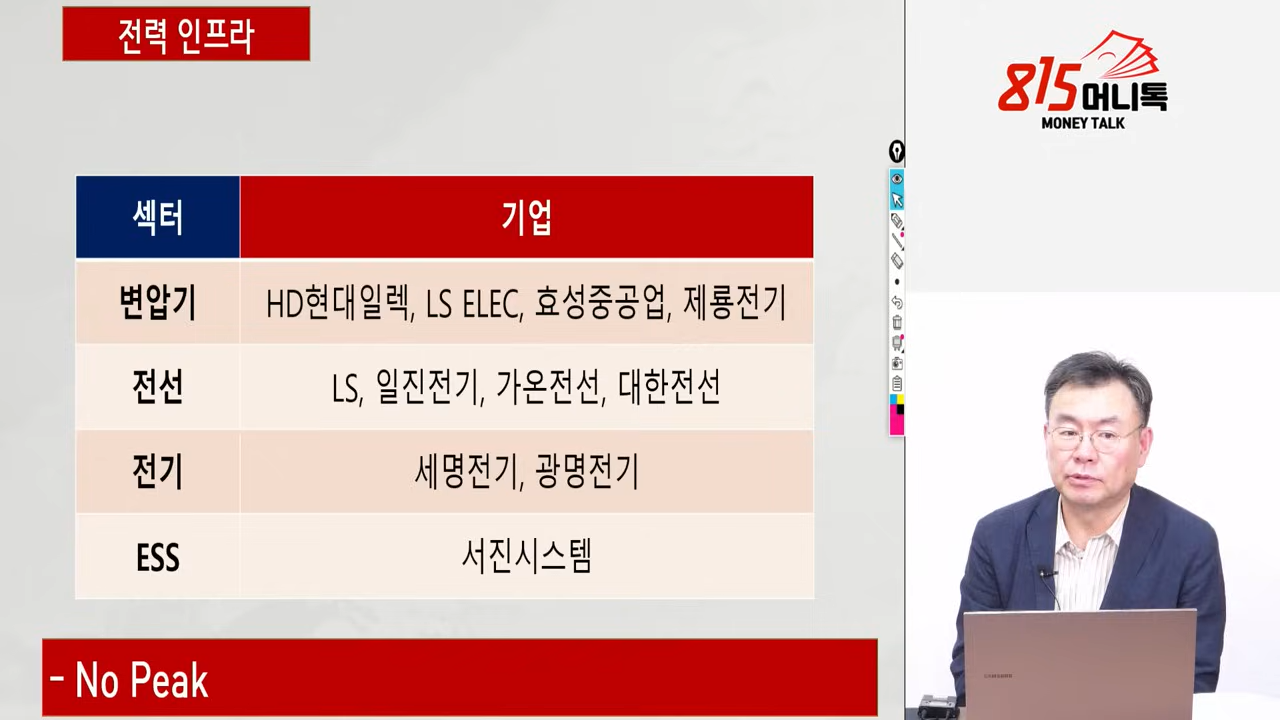 전력 인프라
815머니톡
MONEY TALK
섹터 기업
변압기 HD현대일렉, LS ELEC, 효성중공업, 제룡전기
전선 LS, 일진전기, 가온전선, 대한전선
전기 세명전기, 광명전기
ESS 서진시스템
- No Peak
SAMSUNG